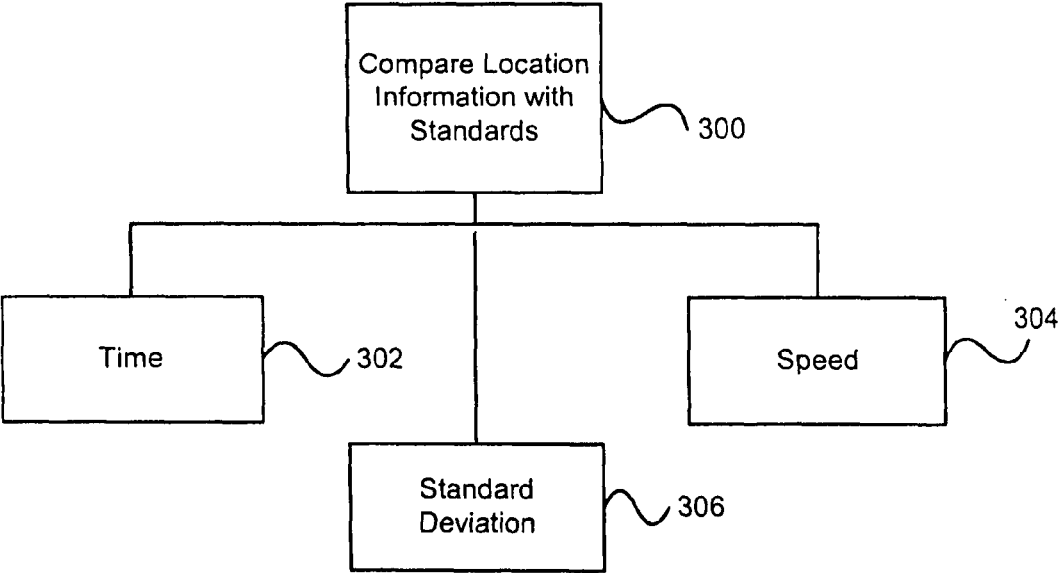 Compare Location
Information with
Standards
300
Time
302
Speed
304
Standard
Deviation
306